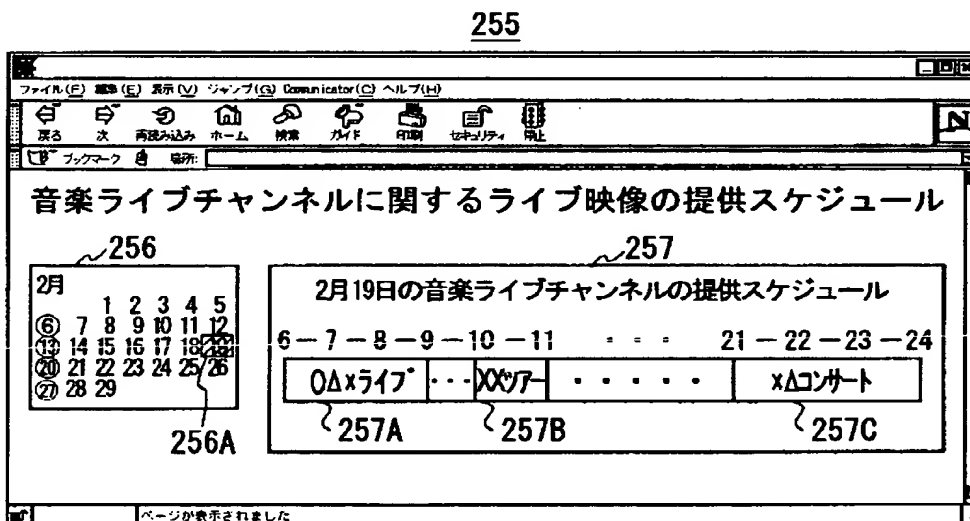 255
ファイル(F) 編集(E) 表示(V) ジャンプ(G) Communicator(C) ヘルプ(H)
戻る 次 再読み込み ホーム 検索 ガイド 印刷 セキュリティ 停止
N
ブックマーク 場所:
音楽ライブチャンネルに関するライブ映像の提供スケジュール
256
257
2月
1 2 3 4 5
⑥ 7 8 9 10 11 12
⑬ 14 15 16 17 18 19
⑳ 21 22 23 24 25 26
㉗ 28 29
256A
2月19日の音楽ライブチャンネルの提供スケジュール
6-7-8-9-10-11 - - - 21-22-23-24
○△×ライブ ・・・ XXツアー ・・・・・ ×△コンサート
257A 257B 257C
ページが表示されました